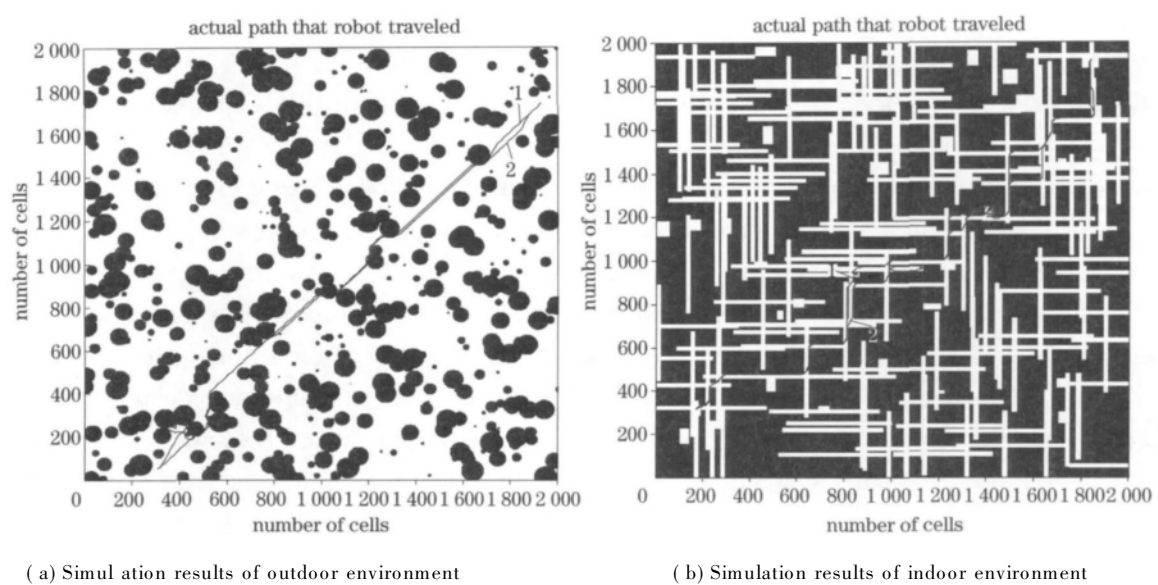 actual path that robot traveled
2 000
1 800
1 600
1 400
1 200
1 000
800
600
400
200
number of cells
1
2
0 200 400 600 800 1 000 1 200 1 400 1 600 1 800 2 000
number of cells
(a) Simul ation results of outdoor environment
actual path that robot traveled
2 000
1 800
1 600
1 400
1 200
1 000
800
600
400
200
number of cells
2
0 200 400 600 800 1 000 1 200 1 400 1 600 1 8002 000
number of cells
(b) Simulation results of indoor environment